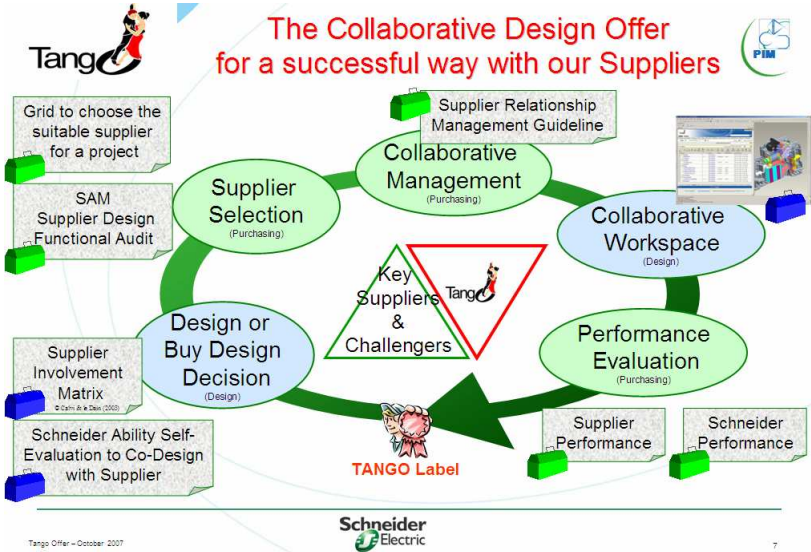 Tango
The Collaborative Design Offer
for a successful way with our Suppliers
PIM
Grid to choose the
suitable supplier
for a project
Supplier Relationship
Management Guideline
Collaborative
Management
(Purchasing)
Supplier
Selection
(Purchasing)
SAM
Supplier Design
Functional Audit
Collaborative
Workspace
(Design)
Key
Suppliers
&
Challengers
Tango
Design or
Buy Design
Decision
(Design)
Performance
Evaluation
(Purchasing)
Supplier
Involvement
Matrix
Schneider Ability Self-
Evaluation to Co-Design
with Supplier
TANGO Label
Supplier
Performance
Schneider
Performance
Schneider
Electric
Tango Offer – October 2007
7